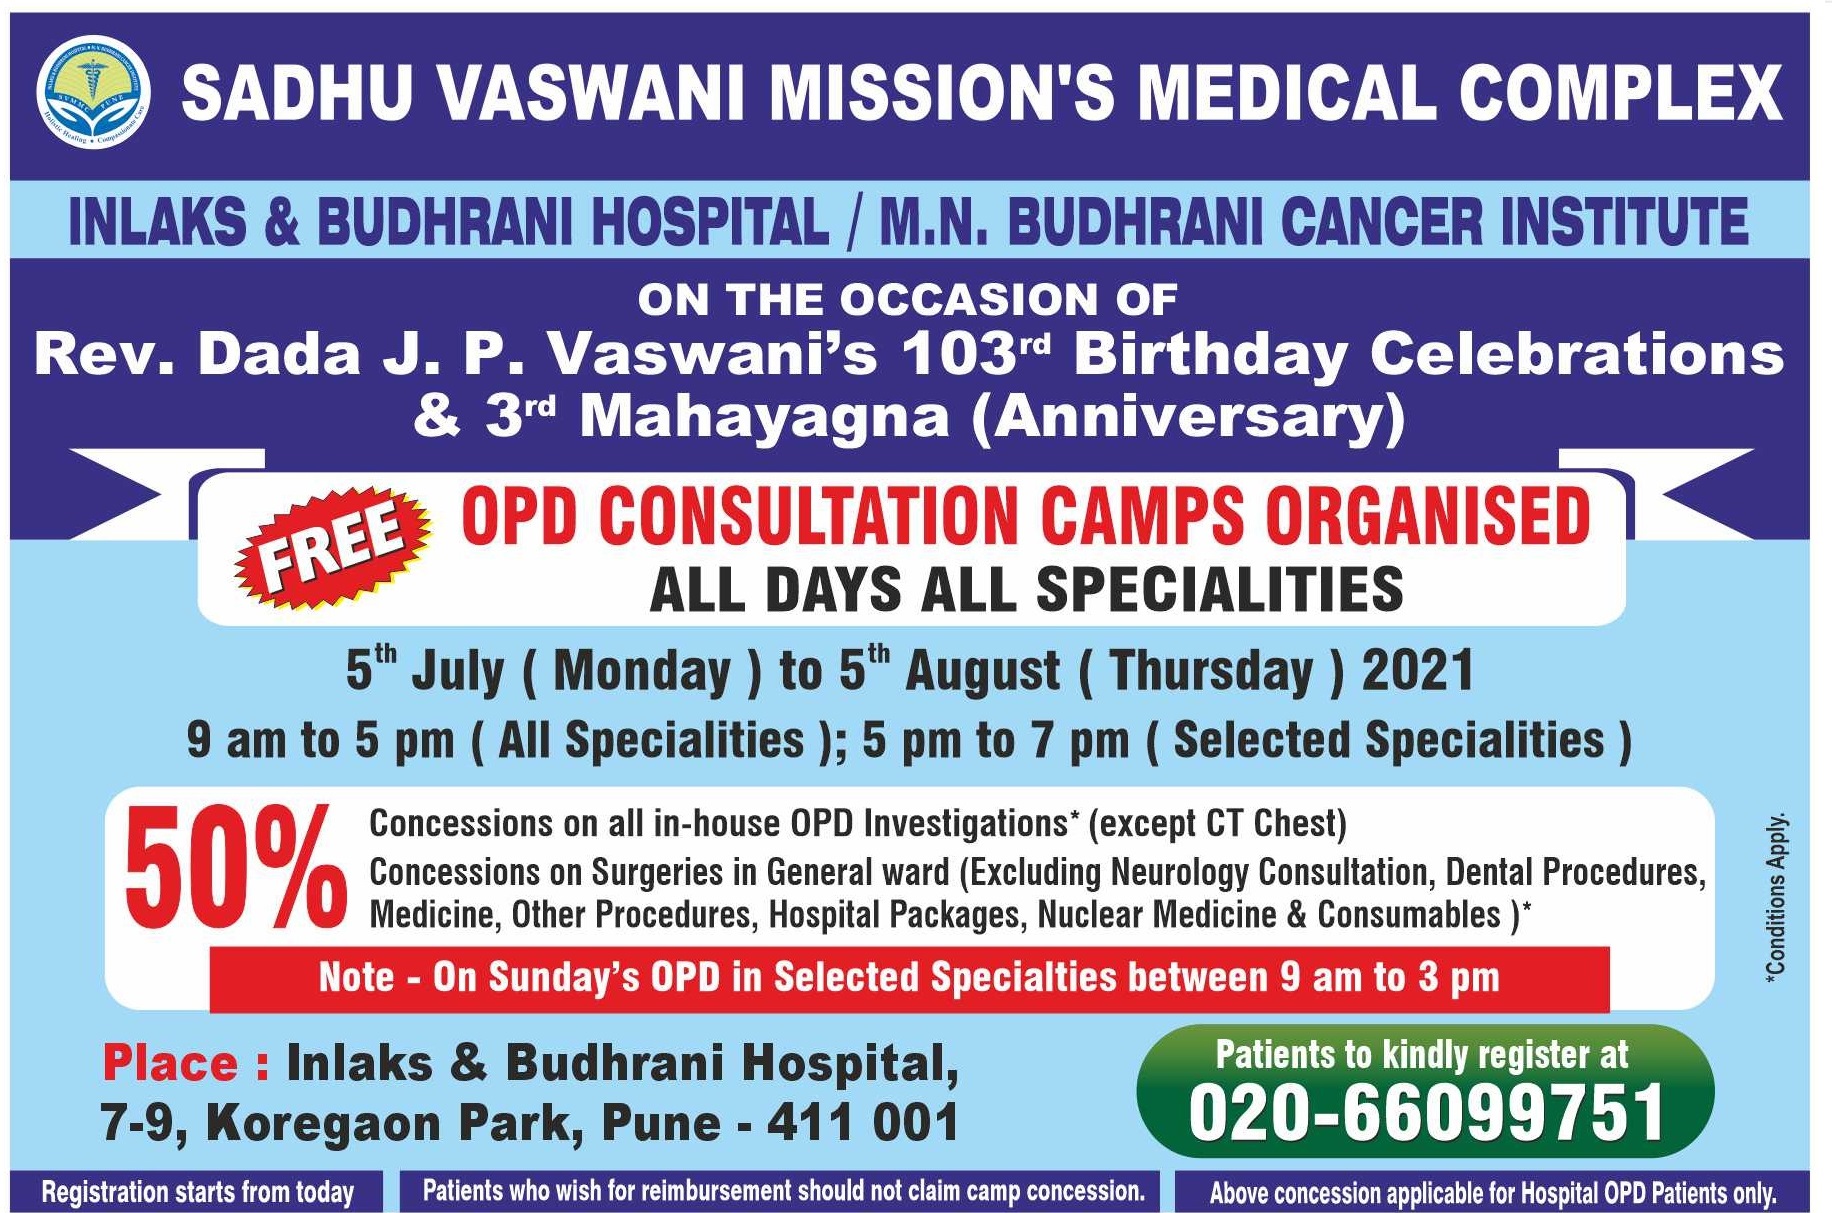 SADHU VASWANI MISSION'S MEDICAL COMPLEX
SVMMC PUNE
Holistic Healing • Compassionate Care
INLAKS & BUDHRANI HOSPITAL / M.N. BUDHRANI CANCER INSTITUTE
ON THE OCCASION OF
Rev. Dada J. P. Vaswani’s 103rd Birthday Celebrations
& 3rd Mahayagna (Anniversary)
FREE OPD CONSULTATION CAMPS ORGANISED
ALL DAYS ALL SPECIALITIES
5th July ( Monday ) to 5th August ( Thursday ) 2021
9 am to 5 pm ( All Specialities ); 5 pm to 7 pm ( Selected Specialities )
50% Concessions on all in-house OPD Investigations* (except CT Chest)
Concessions on Surgeries in General ward (Excluding Neurology Consultation, Dental Procedures,
Medicine, Other Procedures, Hospital Packages, Nuclear Medicine & Consumables )*
*Conditions Apply.
Note - On Sunday’s OPD in Selected Specialties between 9 am to 3 pm
Place : Inlaks & Budhrani Hospital,
7-9, Koregaon Park, Pune - 411 001
Patients to kindly register at
020-66099751
Registration starts from today
Patients who wish for reimbursement should not claim camp concession.
Above concession applicable for Hospital OPD Patients only.